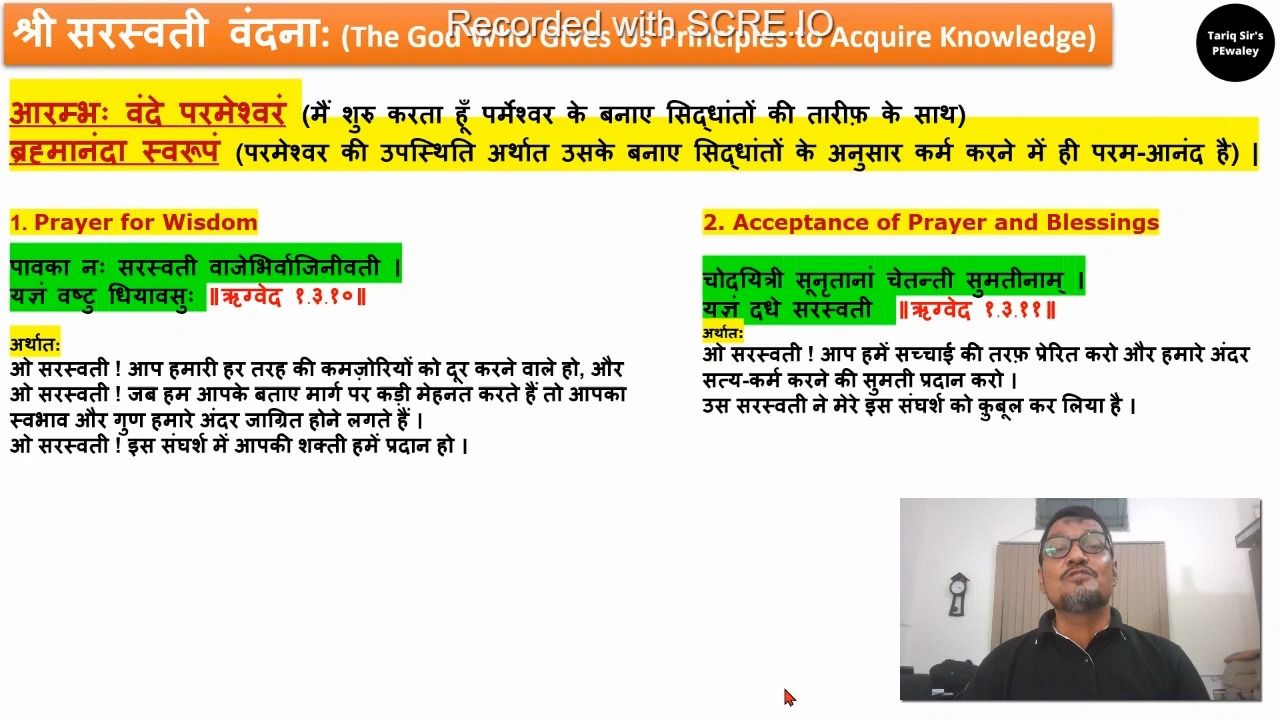 Recorded with SCRE.IO
श्री सरस्वती वंदना: (The God Who Gives Us Principles to Acquire Knowledge)
Tariq Sir's
PEwaley
आरम्भः वंदे परमेश्वरं (मैं शुरु करता हूँ पर्मेश्वर के बनाए सिद्धांतों की तारीफ़ के साथ)
ब्रह्मानंदा स्वरूपं (परमेश्वर की उपस्थिति अर्थात उसके बनाए सिद्धांतों के अनुसार कर्म करने में ही परम-आनंद है) |
1. Prayer for Wisdom
पावका नः सरस्वती वाजेभिर्वाजिनीवती |
यज्ञं वष्टु धियावसुः ॥ऋग्वेद १.३.१०॥
अर्थातः
ओ सरस्वती ! आप हमारी हर तरह की कमज़ोरियों को दूर करने वाले हो, और
ओ सरस्वती ! जब हम आपके बताए मार्ग पर कड़ी मेहनत करते हैं तो आपका
स्वभाव और गुण हमारे अंदर जाग्रित होने लगते हैं ।
ओ सरस्वती ! इस संघर्श में आपकी शक्ती हमें प्रदान हो ।
2. Acceptance of Prayer and Blessings
चोदयित्री सूनृतानां चेतन्ती सुमतीनाम् |
यज्ञं दधे सरस्वती ॥ऋग्वेद १.३.११॥
अर्थातः
ओ सरस्वती ! आप हमें सच्चाई की तरफ़ प्रेरित करो और हमारे अंदर
सत्य-कर्म करने की सुमती प्रदान करो ।
उस सरस्वती ने मेरे इस संघर्श को क़ुबूल कर लिया है ।